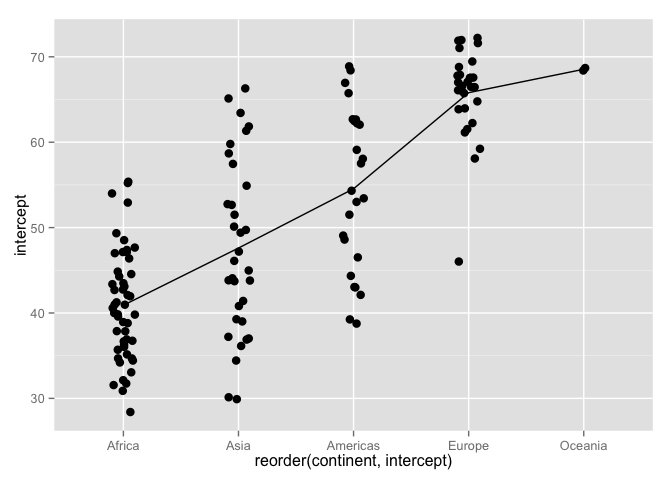 70
60
50
40
30
intercept
Africa Asia Americas Europe Oceania
reorder(continent, intercept)